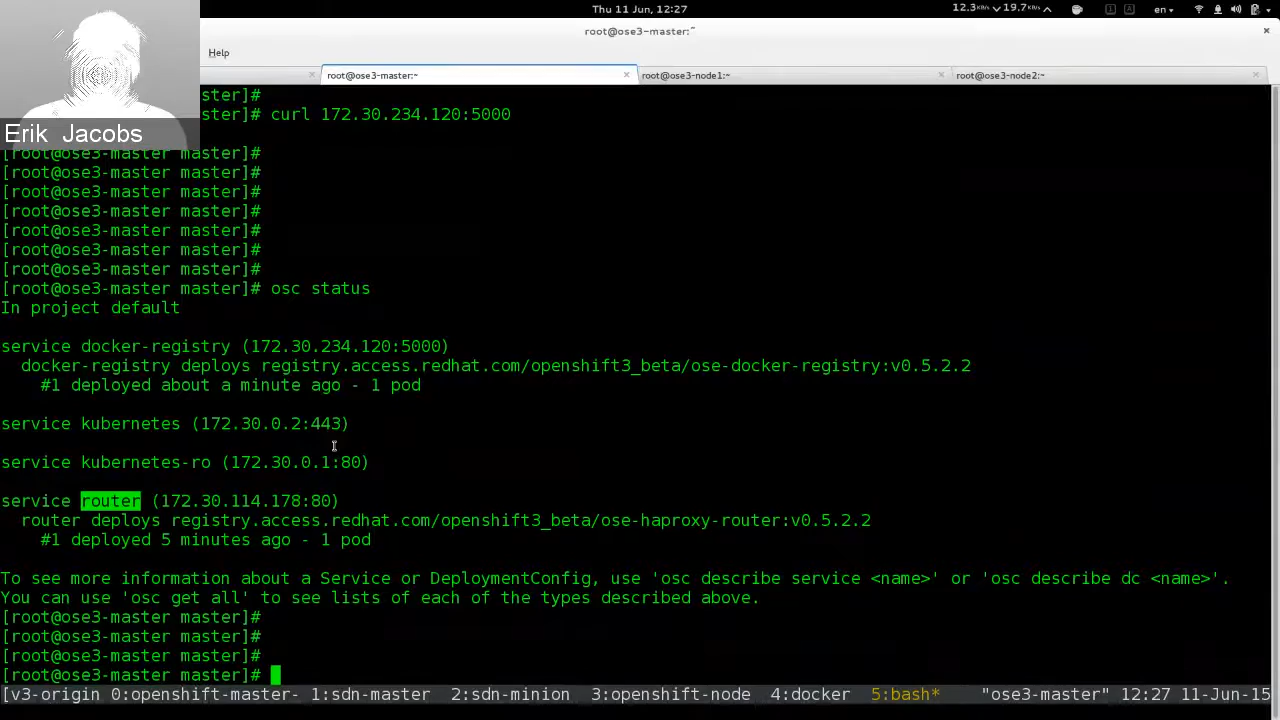 Thu 11 Jun, 12:27
12.3KB/s 19.7KB/s
en
root@ose3-master:~
Help
root@ose3-master:~
root@ose3-node1:~
root@ose3-node2:~
Erik Jacobs
ster]#
ster]# curl 172.30.234.120:5000
[root@ose3-master master]#
[root@ose3-master master]#
[root@ose3-master master]#
[root@ose3-master master]#
[root@ose3-master master]#
[root@ose3-master master]#
[root@ose3-master master]#
[root@ose3-master master]# osc status
In project default
service docker-registry (172.30.234.120:5000)
docker-registry deploys registry.access.redhat.com/openshift3_beta/ose-docker-registry:v0.5.2.2
#1 deployed about a minute ago - 1 pod
service kubernetes (172.30.0.2:443)
service kubernetes-ro (172.30.0.1:80)
service router (172.30.114.178:80)
router deploys registry.access.redhat.com/openshift3_beta/ose-haproxy-router:v0.5.2.2
#1 deployed 5 minutes ago - 1 pod
To see more information about a Service or DeploymentConfig, use 'osc describe service <name>' or 'osc describe dc <name>'.
You can use 'osc get all' to see lists of each of the types described above.
[root@ose3-master master]#
[root@ose3-master master]#
[root@ose3-master master]#
[root@ose3-master master]#
[v3-origin 0:openshift-master- 1:sdn-master 2:sdn-minion 3:openshift-node 4:docker 5:bash* "ose3-master" 12:27 11-Jun-15